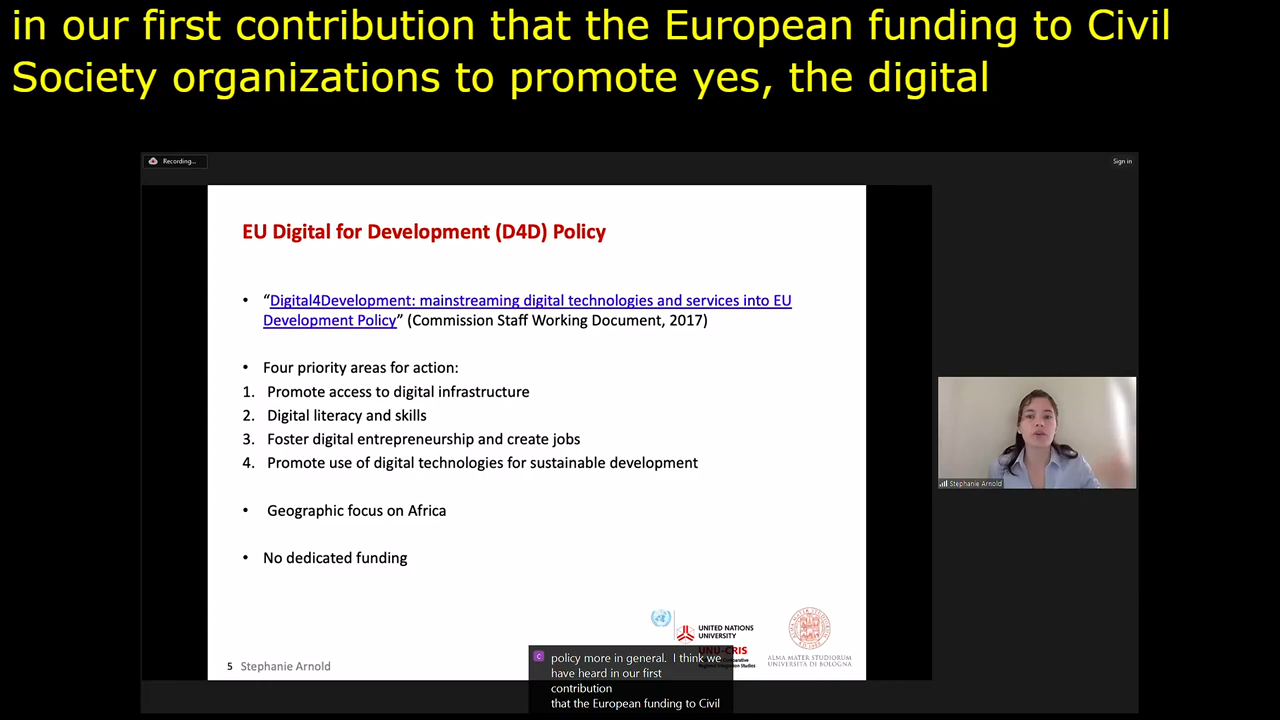 in our first contribution that the European funding to Civil
Society organizations to promote yes, the digital
Recording...
Sign in
EU Digital for Development (D4D) Policy
• “Digital4Development: mainstreaming digital technologies and services into EU
Development Policy” (Commission Staff Working Document, 2017)
• Four priority areas for action:
1. Promote access to digital infrastructure
2. Digital literacy and skills
3. Foster digital entrepreneurship and create jobs
4. Promote use of digital technologies for sustainable development
• Geographic focus on Africa
• No dedicated funding
Stephanie Arnold
UNITED NATIONS
UNIVERSITY
UNU-CRIS
ALMA MATER STUDIORUM
UNIVERSITÀ DI BOLOGNA
5 Stephanie Arnold
C
policy more in general. I think we
have heard in our first
contribution
that the European funding to Civil